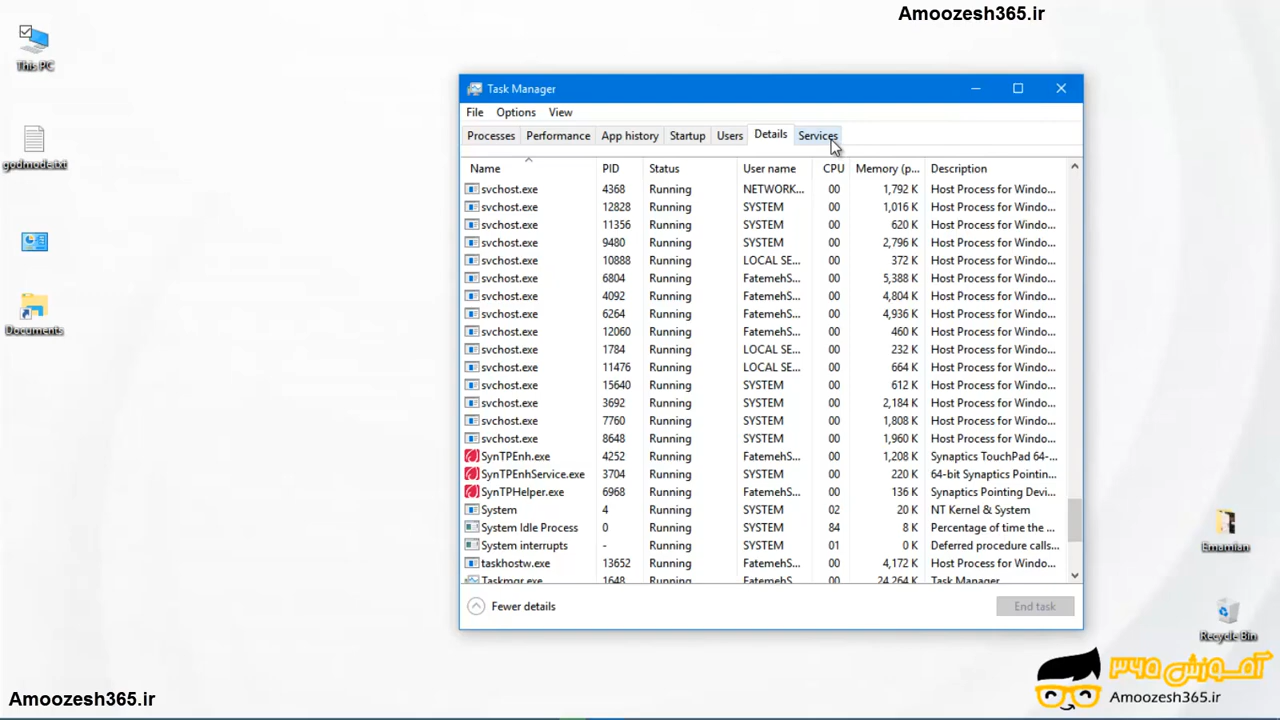 Amoozesh365.ir
This PC
godmode.txt
Documents
Task Manager
File Options View
Processes Performance App history Startup Users Details Services
Name PID Status User name CPU Memory (p... Description
svchost.exe 4368 Running NETWORK... 00 1,792 K Host Process for Windo...
svchost.exe 12828 Running SYSTEM 00 1,016 K Host Process for Windo...
svchost.exe 11356 Running SYSTEM 00 620 K Host Process for Windo...
svchost.exe 9480 Running SYSTEM 00 2,796 K Host Process for Windo...
svchost.exe 10888 Running LOCAL SE... 00 372 K Host Process for Windo...
svchost.exe 6804 Running FatemehS... 00 5,388 K Host Process for Windo...
svchost.exe 4092 Running FatemehS... 00 4,804 K Host Process for Windo...
svchost.exe 6264 Running FatemehS... 00 4,936 K Host Process for Windo...
svchost.exe 12060 Running FatemehS... 00 460 K Host Process for Windo...
svchost.exe 1784 Running LOCAL SE... 00 232 K Host Process for Windo...
svchost.exe 11476 Running LOCAL SE... 00 664 K Host Process for Windo...
svchost.exe 15640 Running SYSTEM 00 612 K Host Process for Windo...
svchost.exe 3692 Running SYSTEM 00 2,184 K Host Process for Windo...
svchost.exe 7760 Running SYSTEM 00 1,808 K Host Process for Windo...
svchost.exe 8648 Running SYSTEM 00 1,960 K Host Process for Windo...
SynTPEnh.exe 4252 Running FatemehS... 00 1,208 K Synaptics TouchPad 64-...
SynTPEnhService.exe 3704 Running SYSTEM 00 220 K 64-bit Synaptics Pointin...
SynTPHelper.exe 6968 Running FatemehS... 00 136 K Synaptics Pointing Devi...
System 4 Running SYSTEM 02 20 K NT Kernel & System
System Idle Process 0 Running SYSTEM 84 8 K Percentage of time the ...
System interrupts - Running SYSTEM 01 0 K Deferred procedure calls...
taskhostw.exe 13652 Running FatemehS... 00 4,172 K Host Process for Windo...
Taskmgr.exe 1648 Running FatemehS... 00 24,264 K Task Manager
Fewer details End task
Emamian
Recycle Bin
آموزش ۳۶۵
Amoozesh365.ir
Amoozesh365.ir